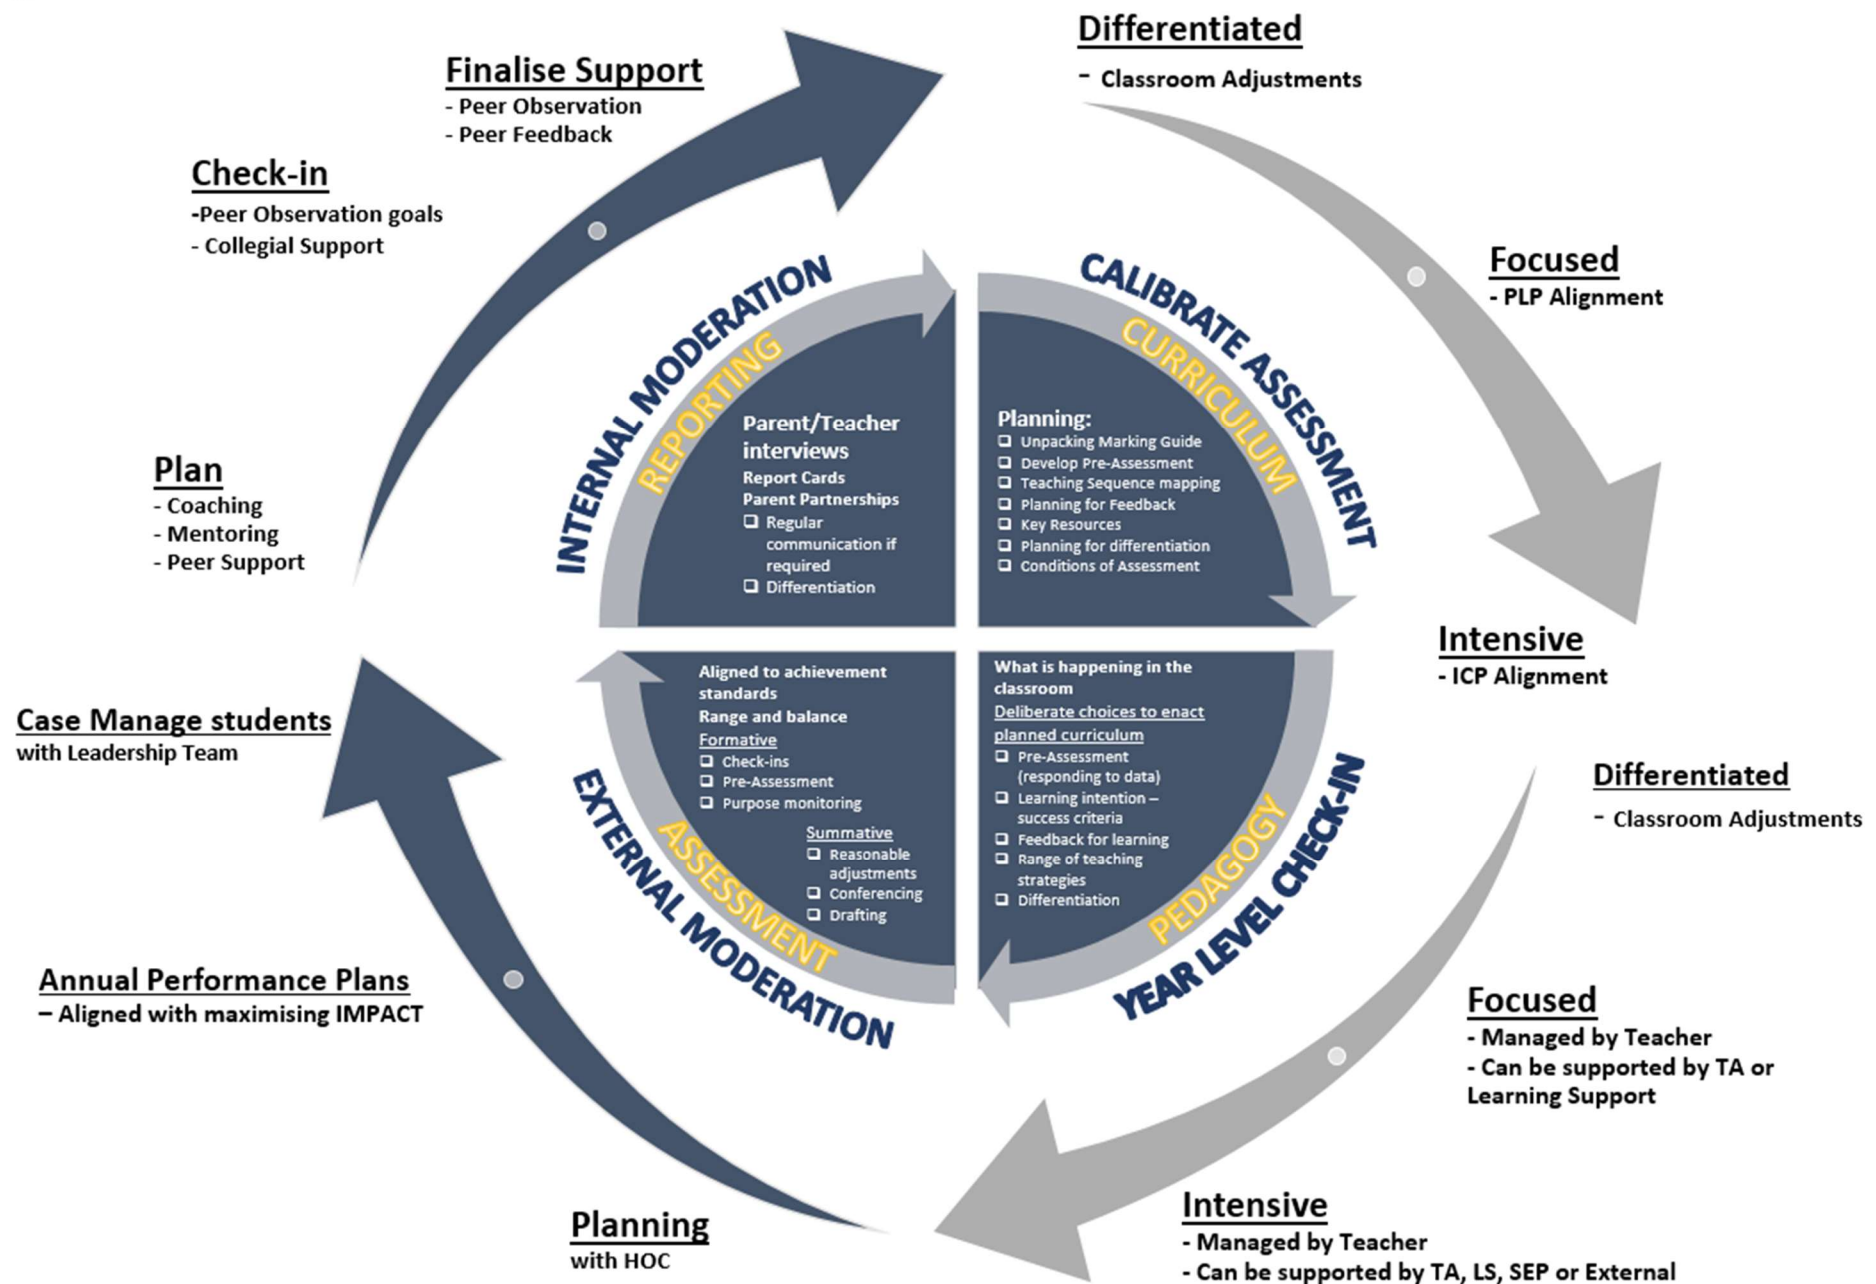 Differentiated
- Classroom Adjustments
Finalise Support
- Peer Observation
- Peer Feedback
Check-in
-Peer Observation goals
- Collegial Support
Plan
- Coaching
- Mentoring
- Peer Support
Focused
- PLP Alignment
Intensive
- ICP Alignment
INTERNAL MODERATION
REPORTING
Parent/Teacher
interviews
Report Cards
Parent Partnerships
❑ Regular
communication if
required
❑ Differentiation
CALIBRATE ASSESSMENT
CURRICULUM
Planning:
❑ Unpacking Marking Guide
❑ Develop Pre-Assessment
❑ Teaching Sequence mapping
❑ Planning for Feedback
❑ Key Resources
❑ Planning for differentiation
❑ Conditions of Assessment
Aligned to achievement
standards
Range and balance
Formative
❑ Check-ins
❑ Pre-Assessment
❑ Purpose monitoring
Summative
❑ Reasonable
adjustments
❑ Conferencing
❑ Drafting
ASSESSMENT
EXTERNAL MODERATION
What is happening in the
classroom
Deliberate choices to enact
planned curriculum
❑ Pre-Assessment
(responding to data)
❑ Learning intention –
success criteria
❑ Feedback for learning
❑ Range of teaching
strategies
❑ Differentiation
PEDAGOGY
YEAR LEVEL CHECK-IN
Differentiated
- Classroom Adjustments
Focused
- Managed by Teacher
- Can be supported by TA or
Learning Support
Intensive
- Managed by Teacher
- Can be supported by TA, LS, SEP or External
Case Manage students
with Leadership Team
Annual Performance Plans
– Aligned with maximising IMPACT
Planning
with HOC